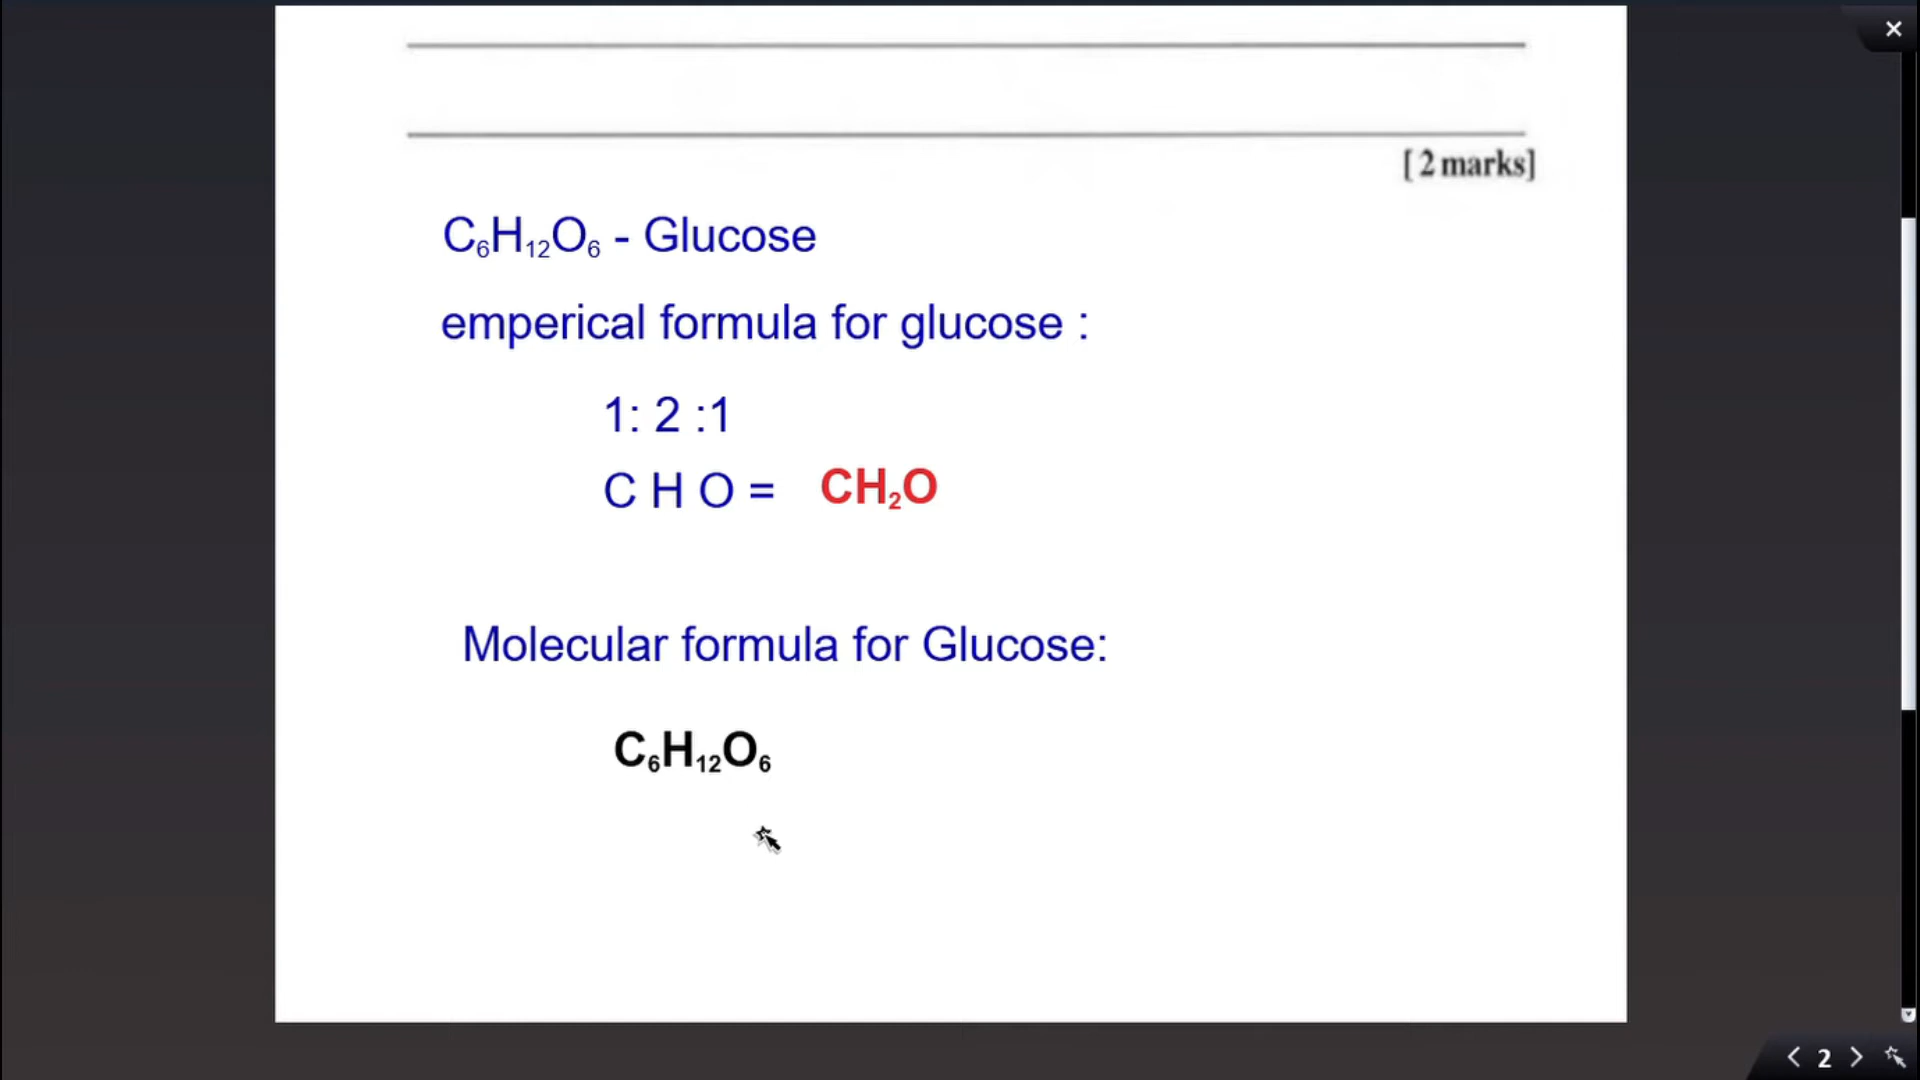 [2 marks]
C₆H₁₂O₆ - Glucose
emperical formula for glucose :
1: 2 :1
C H O = CH₂O
Molecular formula for Glucose:
C₆H₁₂O₆
2